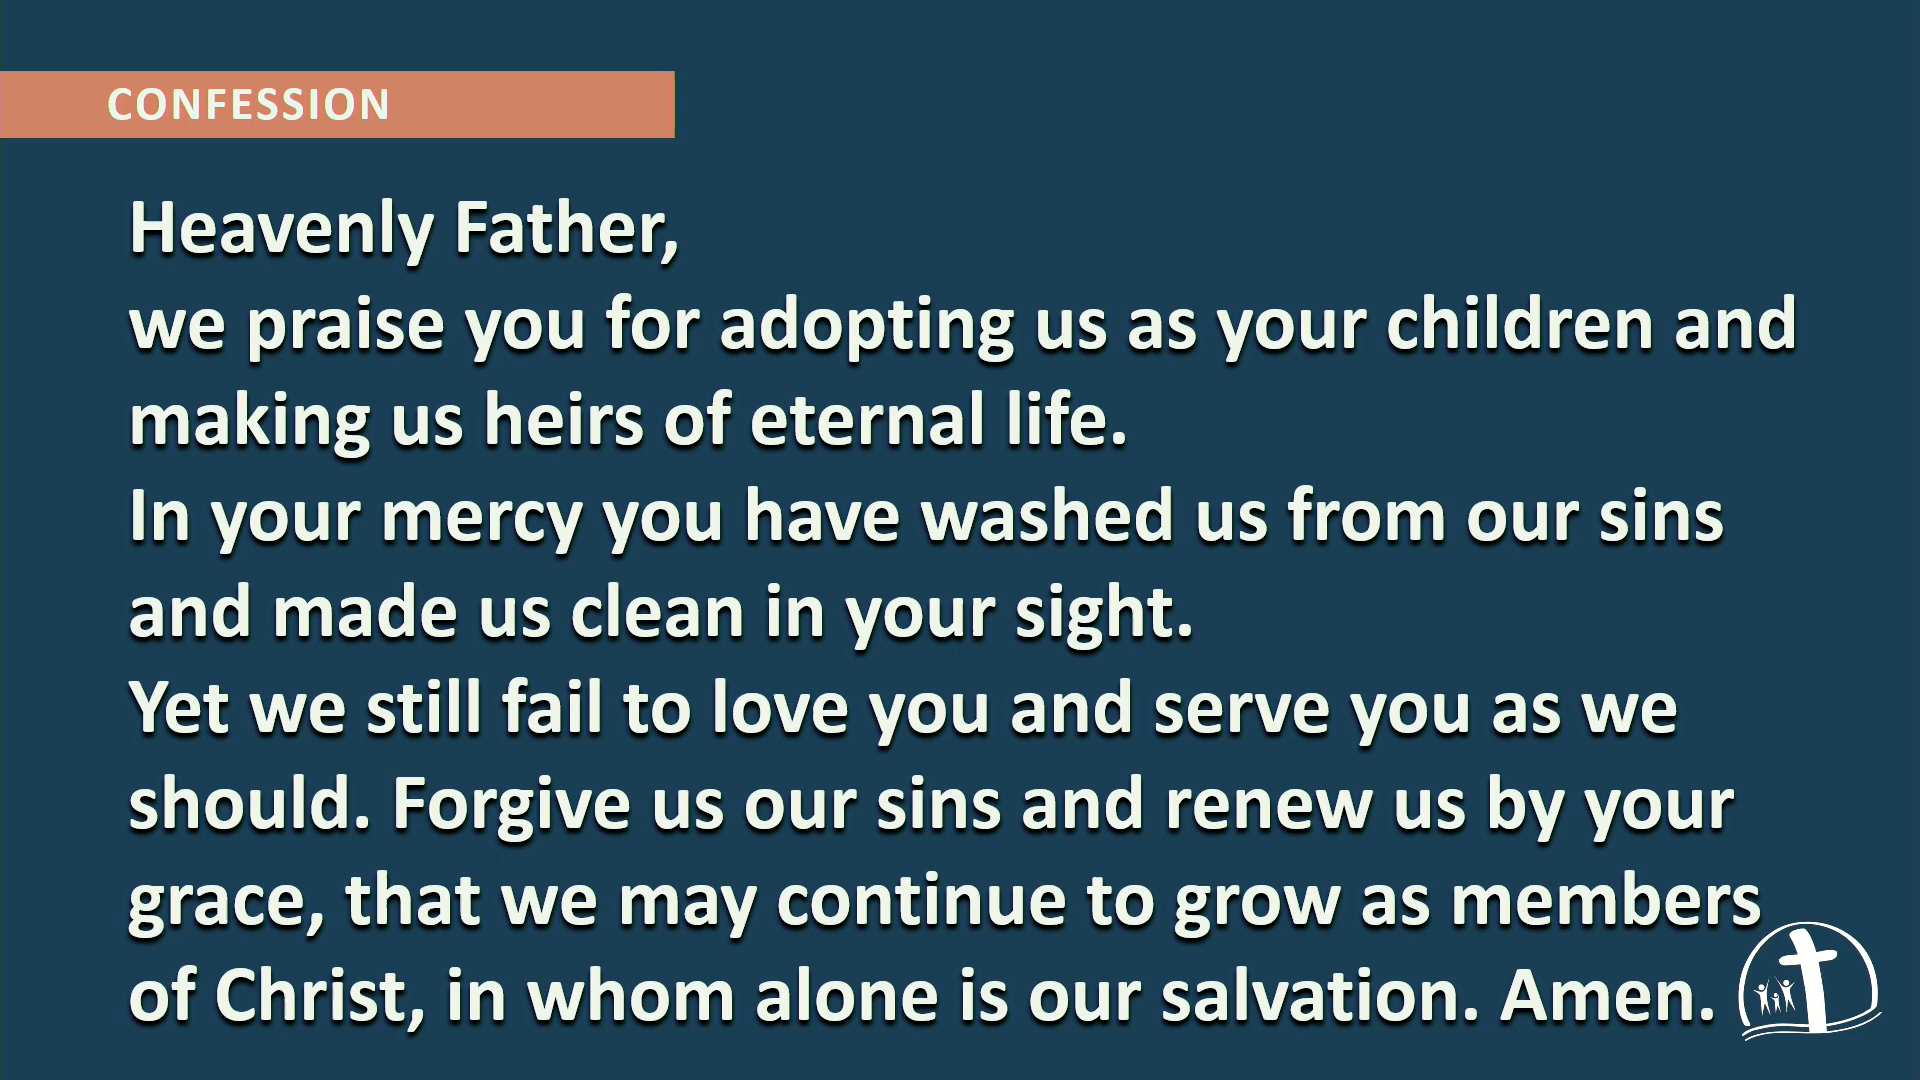 CONFESSION
Heavenly Father,
we praise you for adopting us as your children and
making us heirs of eternal life.
In your mercy you have washed us from our sins
and made us clean in your sight.
Yet we still fail to love you and serve you as we
should. Forgive us our sins and renew us by your
grace, that we may continue to grow as members
of Christ, in whom alone is our salvation. Amen.